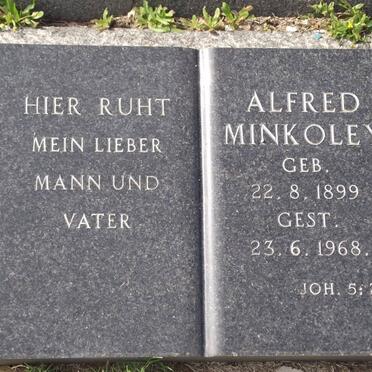 HIER RUHT
MEIN LIEBER
MANN UND
VATER
ALFRED
MINKOLEY
GEB.
22. 8. 1899
GEST.
23. 6. 1968.
JOH. 5: